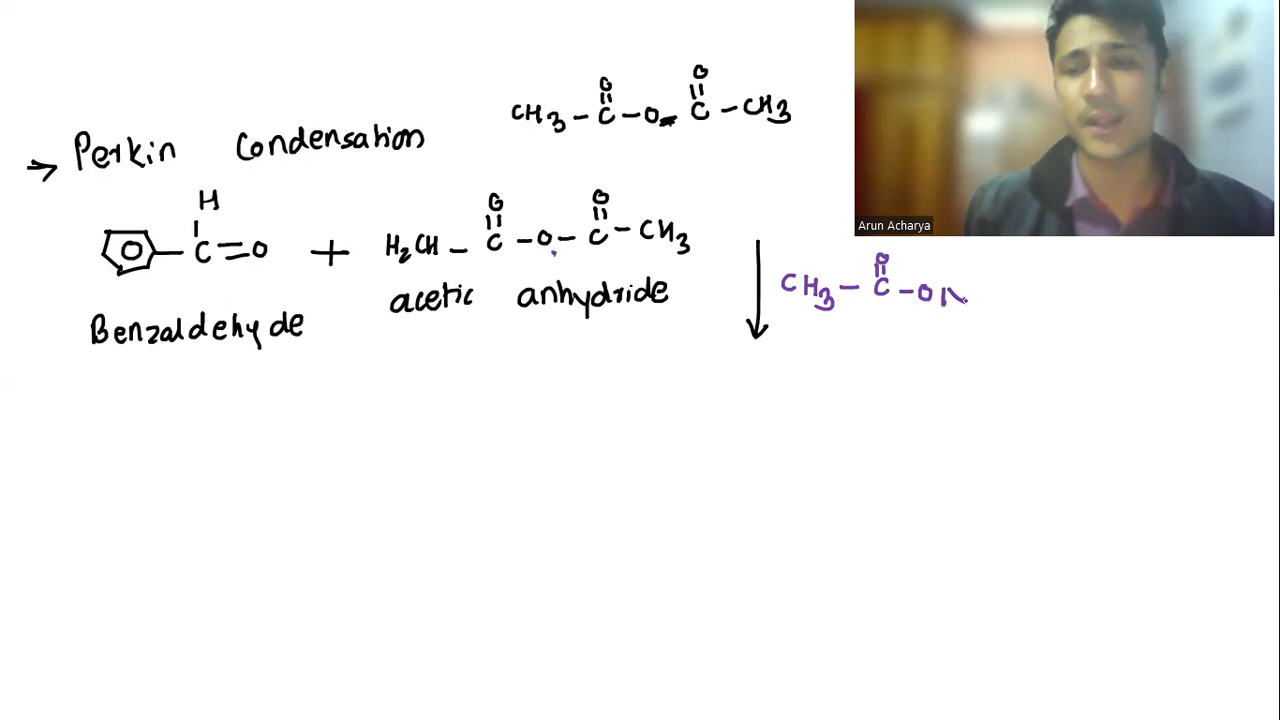 O O
CH3 - C - O - C - CH3
→ Perkin Condensation
H
C = O + H2CH - C - O - C - CH3
O O
acetic anhydride
Benzaldehyde
O
CH3 - C - O
Arun Acharya